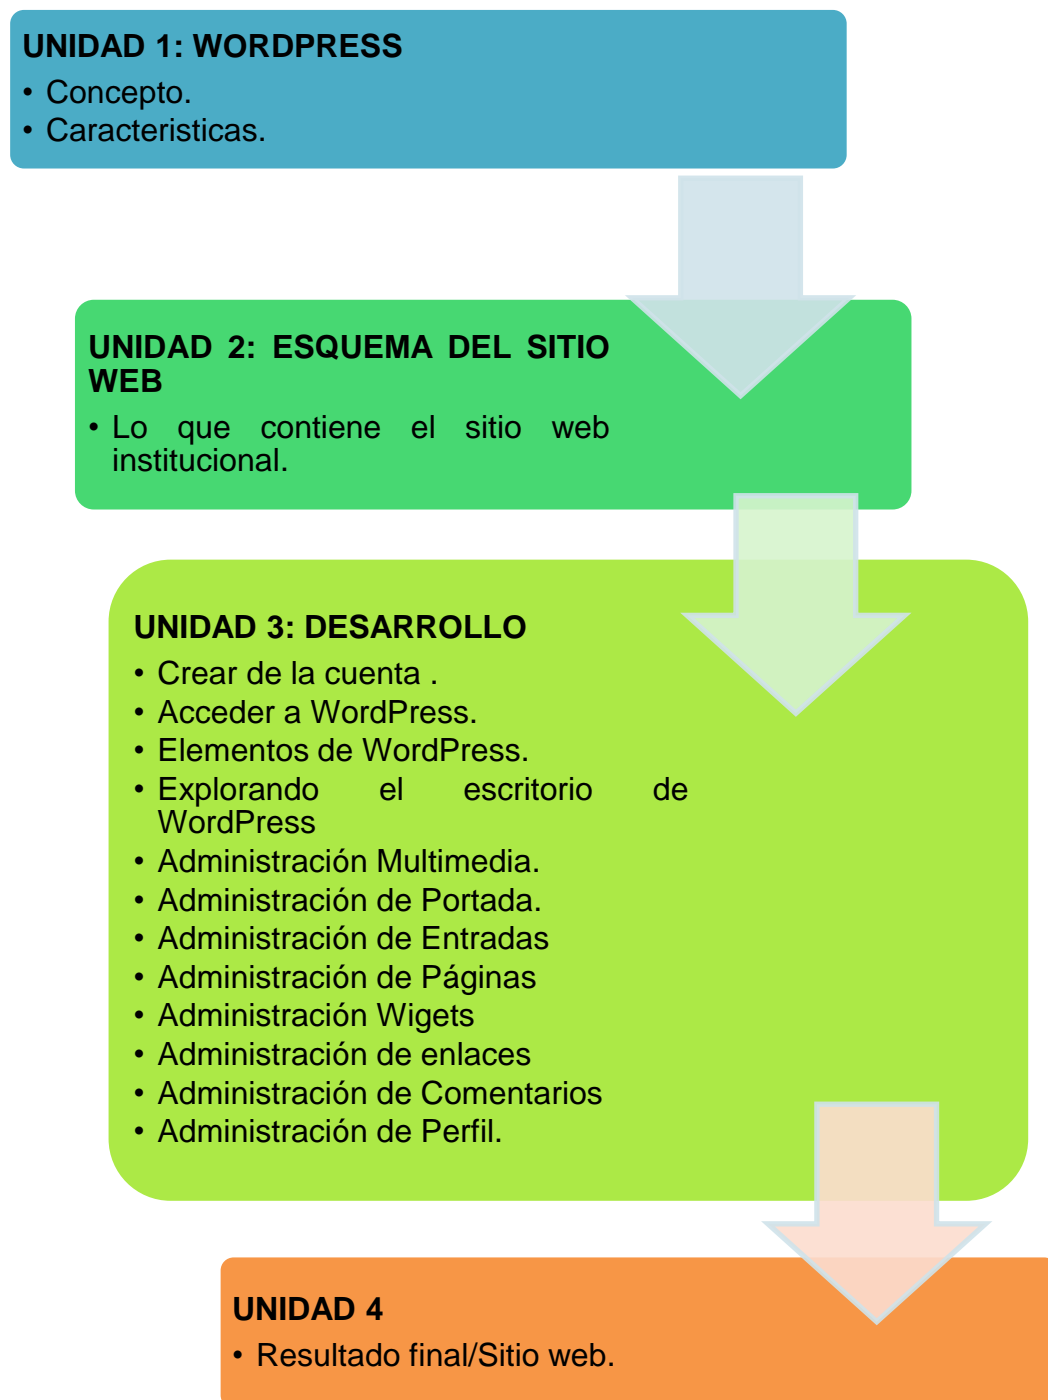 UNIDAD 1: WORDPRESS
• Concepto.
• Caracteristicas.
UNIDAD 2: ESQUEMA DEL SITIO
WEB
• Lo que contiene el sitio web
institucional.
UNIDAD 3: DESARROLLO
• Crear de la cuenta .
• Acceder a WordPress.
• Elementos de WordPress.
• Explorando el escritorio de
WordPress
• Administración Multimedia.
• Administración de Portada.
• Administración de Entradas
• Administración de Páginas
• Administración Wigets
• Administración de enlaces
• Administración de Comentarios
• Administración de Perfil.
UNIDAD 4
• Resultado final/Sitio web.